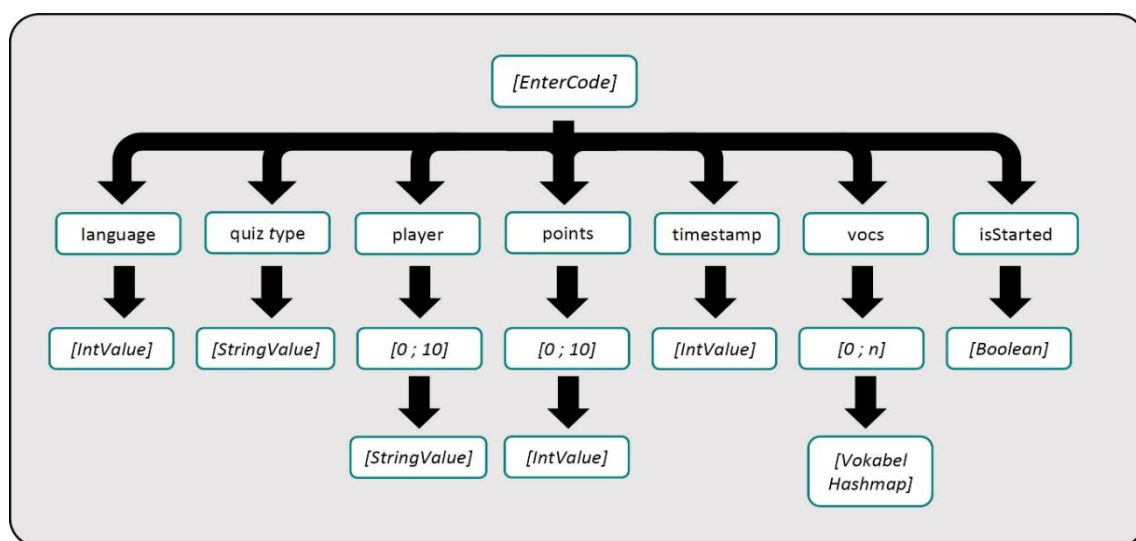 [EnterCode]
language
quiz type
player
points
timestamp
vocs
isStarted
[IntValue]
[StringValue]
[0 ; 10]
[0 ; 10]
[IntValue]
[0 ; n]
[Boolean]
[StringValue]
[IntValue]
[Vokabel
Hashmap]